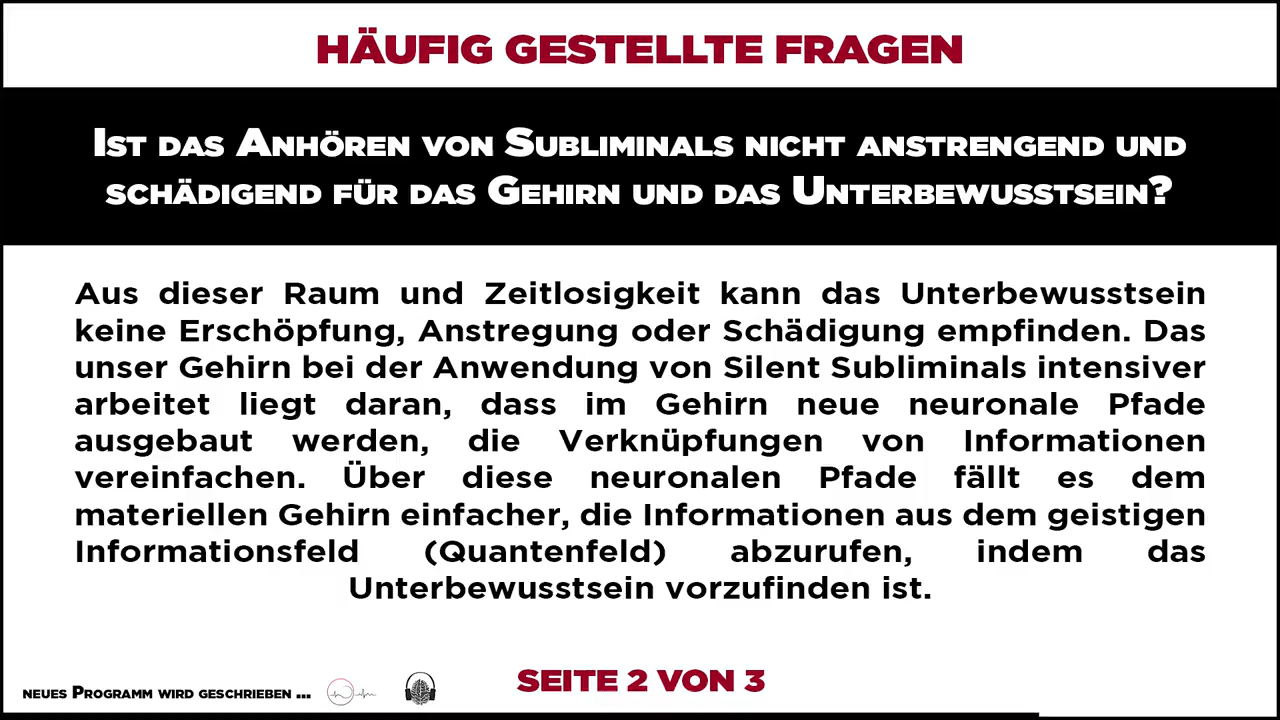 HÄUFIG GESTELLTE FRAGEN
Ist das Anhören von Subliminals nicht anstrengend und
schädigend für das Gehirn und das Unterbewusstsein?
Aus dieser Raum und Zeitlosigkeit kann das Unterbewusstsein
keine Erschöpfung, Anstregung oder Schädigung empfinden. Das
unser Gehirn bei der Anwendung von Silent Subliminals intensiver
arbeitet liegt daran, dass im Gehirn neue neuronale Pfade
ausgebaut werden, die Verknüpfungen von Informationen
vereinfachen. Über diese neuronalen Pfade fällt es dem
materiellen Gehirn einfacher, die Informationen aus dem geistigen
Informationsfeld (Quantenfeld) abzurufen, indem das
Unterbewusstsein vorzufinden ist.
SEITE 2 VON 3
neues Programm wird geschrieben ...